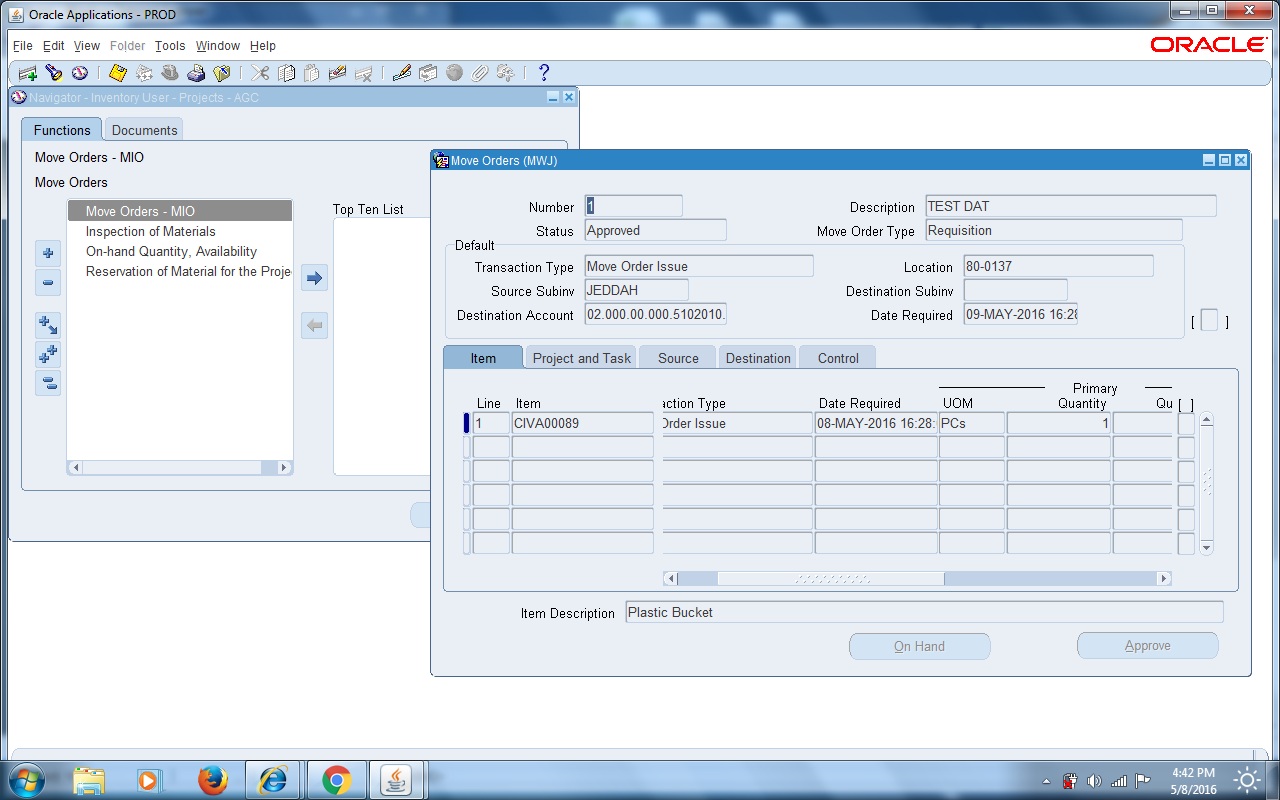 Oracle Applications - PROD
File Edit View Folder Tools Window Help
ORACLE
Navigator - Inventory User - Projects - AGC
Functions Documents
Move Orders - MIO
Move Orders
Move Orders - MIO
Inspection of Materials
On-hand Quantity, Availability
Reservation of Material for the Proje
Top Ten List
Move Orders (MWJ)
Number 1 Description TEST DAT
Status Approved Move Order Type Requisition
Default
Transaction Type Move Order Issue Location 80-0137
Source Subinv JEDDAH Destination Subinv
Destination Account 02.000.00.000.5102010. Date Required 09-MAY-2016 16:28
[ ]
Item Project and Task Source Destination Control
Primary
Line Item action Type Date Required UOM Quantity Qu [ ]
1 CIVA00089 Order Issue 08-MAY-2016 16:28: PCs 1
Item Description Plastic Bucket
On Hand Approve
4:42 PM
5/8/2016